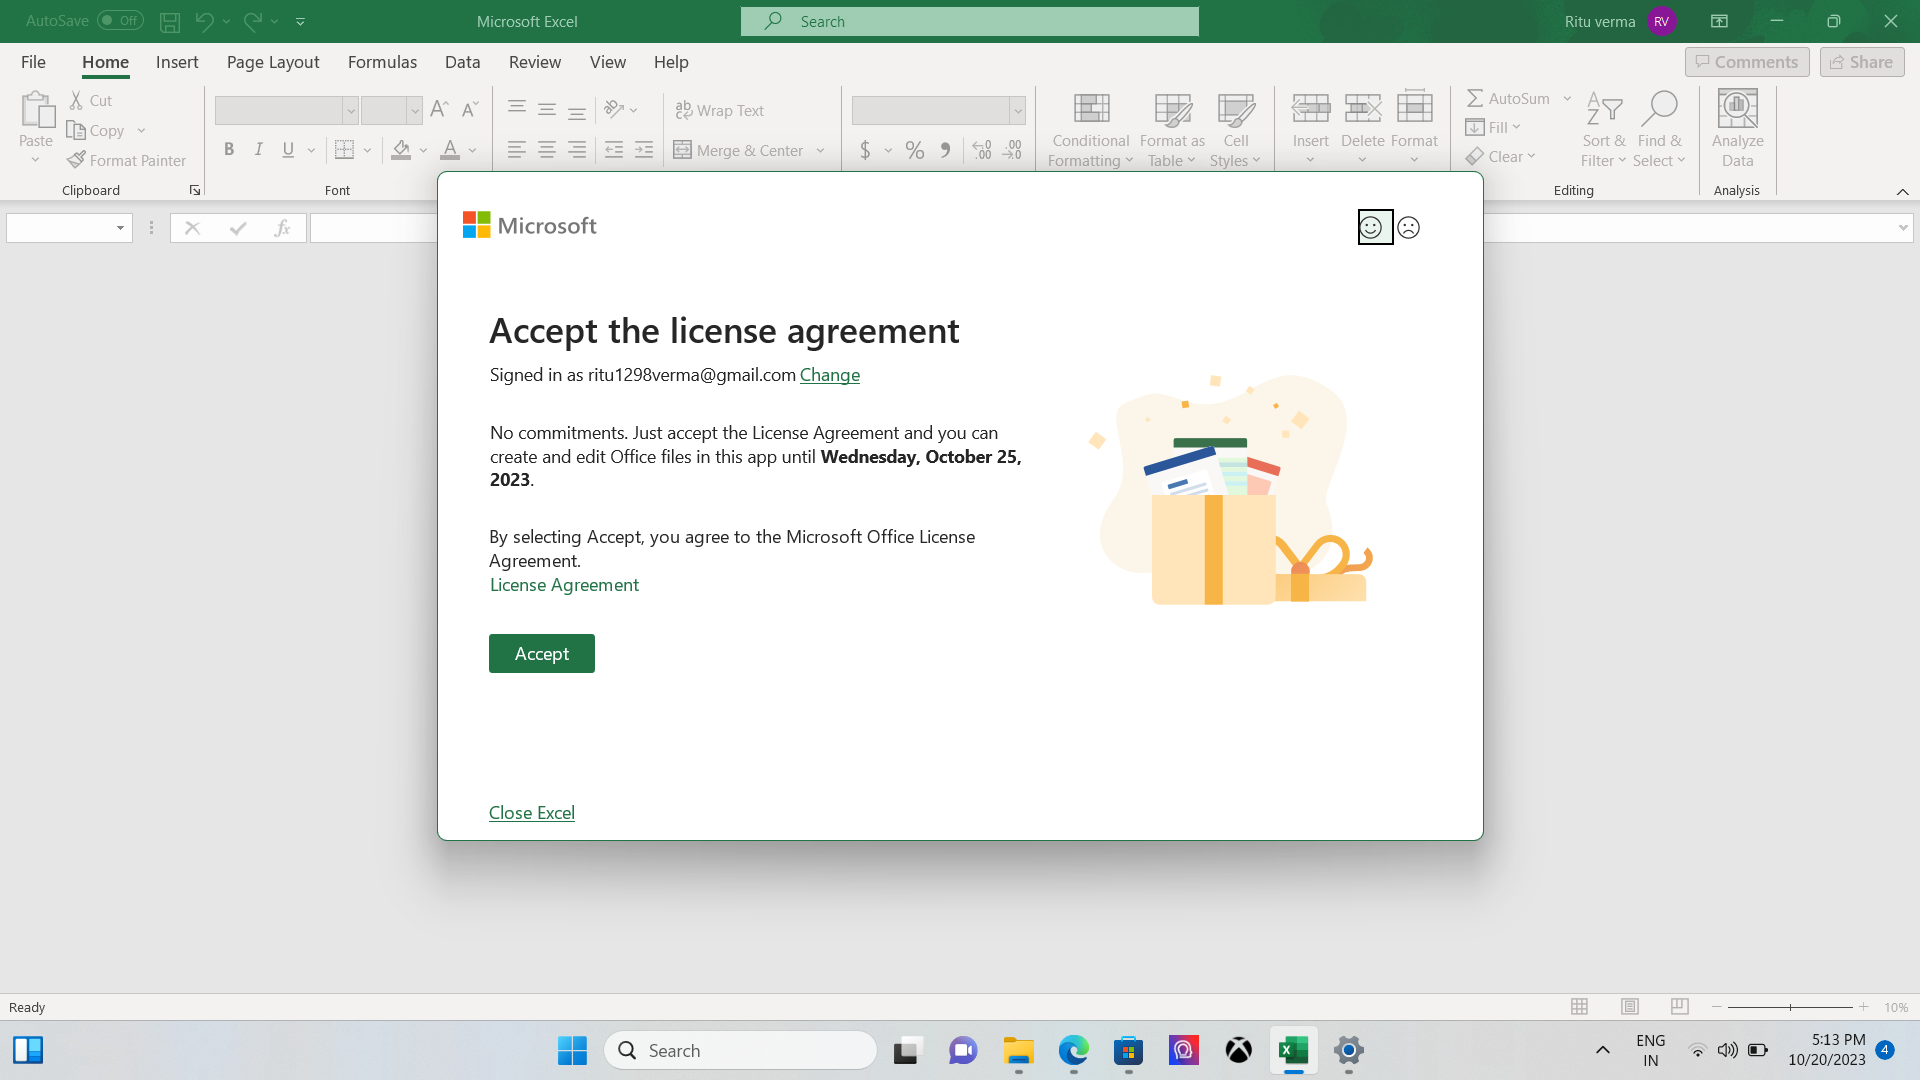 AutoSave Off
Microsoft Excel
Search
Ritu verma RV
File Home Insert Page Layout Formulas Data Review View Help
Comments Share
Paste
Cut
Copy
Format Painter
Clipboard
B I U
A A
A
Font
ab Wrap Text
Merge & Center
$ % , .00 .00
Conditional
Formatting
Format as
Table
Cell
Styles
Insert
Delete
Format
AutoSum
Fill
Clear
Sort &
Filter
Find &
Select
Editing
Analyze
Data
Analysis
fx
Microsoft
Accept the license agreement
Signed in as ritu1298verma@gmail.com Change
No commitments. Just accept the License Agreement and you can
create and edit Office files in this app until Wednesday, October 25,
2023.
By selecting Accept, you agree to the Microsoft Office License
Agreement.
License Agreement
Accept
Close Excel
Ready
10%
Search
ENG
IN
5:13 PM
10/20/2023
4